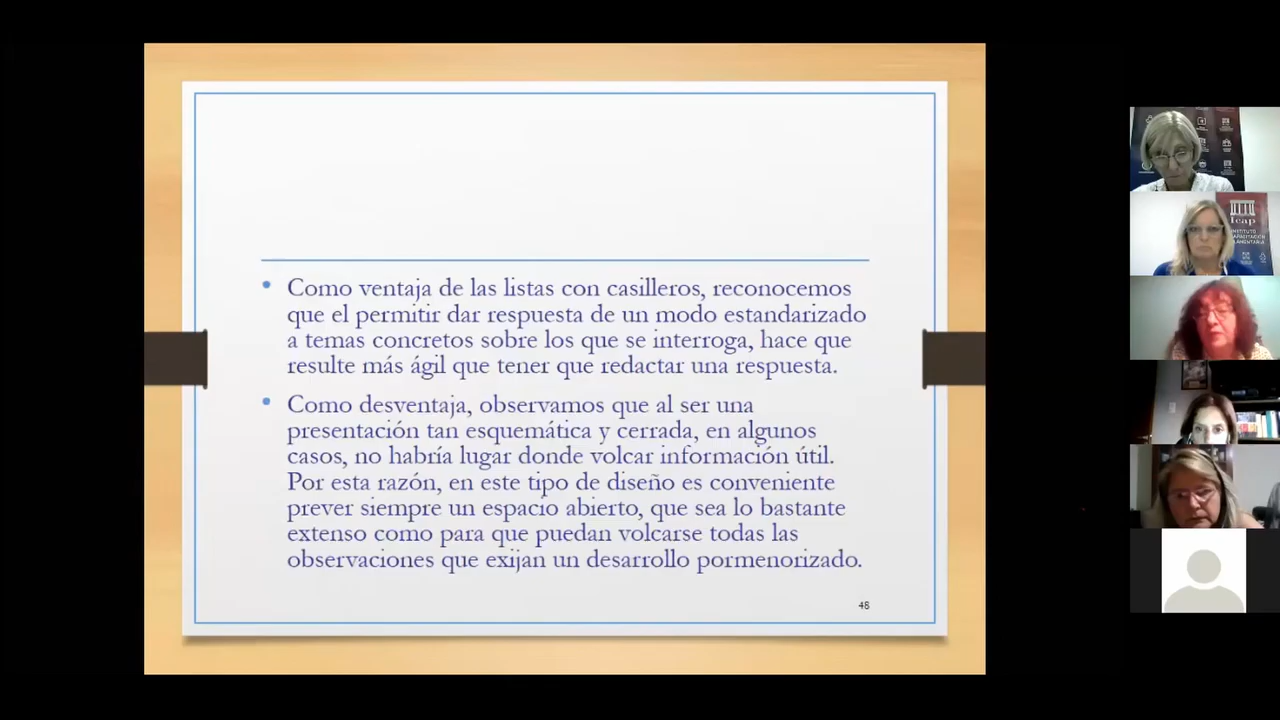 Como ventaja de las listas con casilleros, reconocemos
que el permitir dar respuesta de un modo estandarizado
a temas concretos sobre los que se interroga, hace que
resulte más ágil que tener que redactar una respuesta.
Como desventaja, observamos que al ser una
presentación tan esquemática y cerrada, en algunos
casos, no habría lugar donde volcar información útil.
Por esta razón, en este tipo de diseño es conveniente
prever siempre un espacio abierto, que sea lo bastante
extenso como para que puedan volcarse todas las
observaciones que exijan un desarrollo pormenorizado.
48
Icap
INSTITUTO